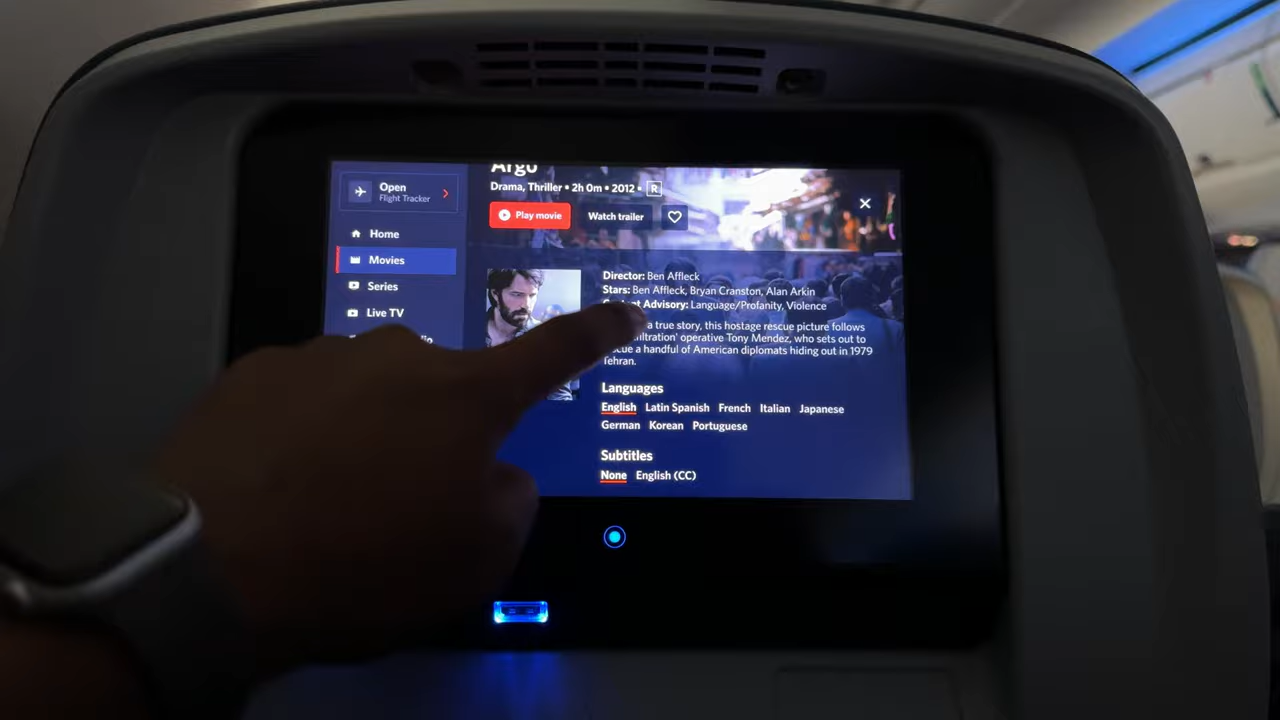 Argo
Drama, Thriller • 2h 0m • 2012 • R
Play movie
Watch trailer
Open
Flight Tracker
Home
Movies
Series
Live TV
Director: Ben Affleck
Stars: Ben Affleck, Bryan Cranston, Alan Arkin
Advisory: Language/Profanity, Violence
a true story, this hostage rescue picture follows
operative Tony Mendez, who sets out to
a handful of American diplomats hiding out in 1979
Tehran.
Languages
English Latin Spanish French Italian Japanese
German Korean Portuguese
Subtitles
None English (CC)